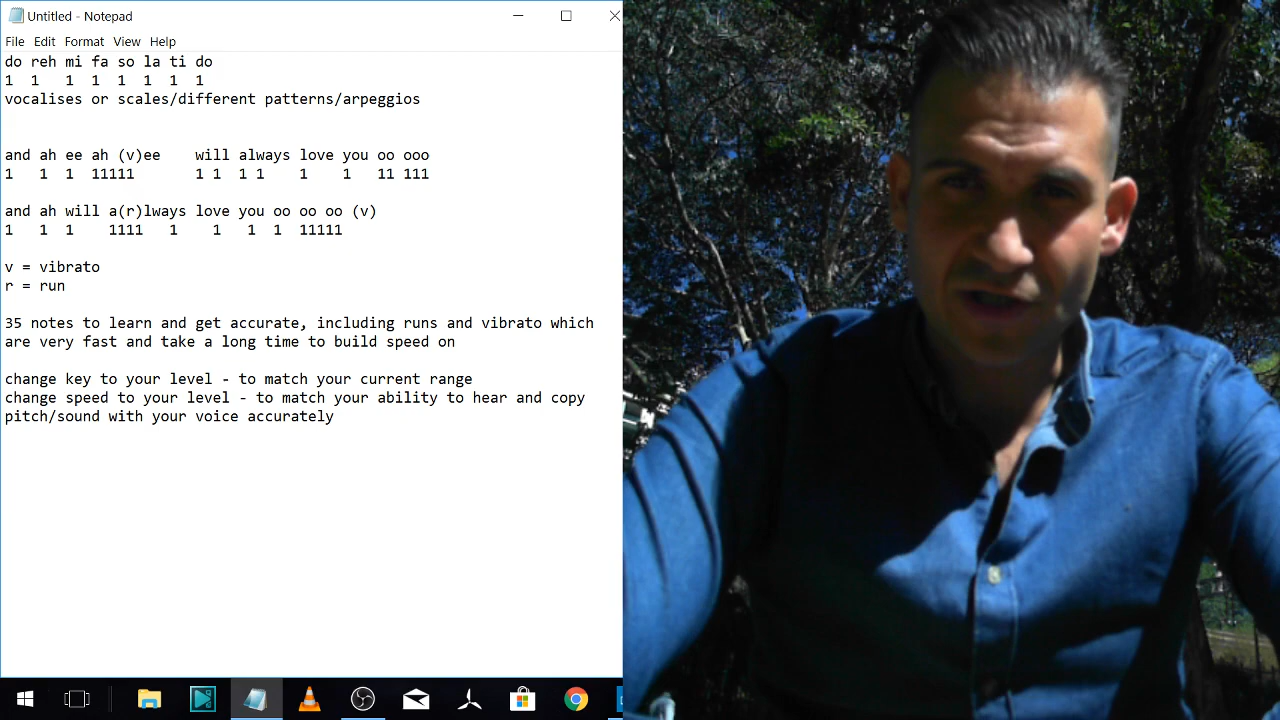 Untitled - Notepad
File Edit Format View Help
do reh mi fa so la ti do
1 1 1 1 1 1 1 1
vocalises or scales/different patterns/arpeggios
and ah ee ah (v)ee will always love you oo ooo
1 1 1 11111 1 1 1 1 1 1 11 111
and ah will a(r)lways love you oo oo oo (v)
1 1 1 1111 1 1 1 1 11111
v = vibrato
r = run
35 notes to learn and get accurate, including runs and vibrato which
are very fast and take a long time to build speed on
change key to your level - to match your current range
change speed to your level - to match your ability to hear and copy
pitch/sound with your voice accurately